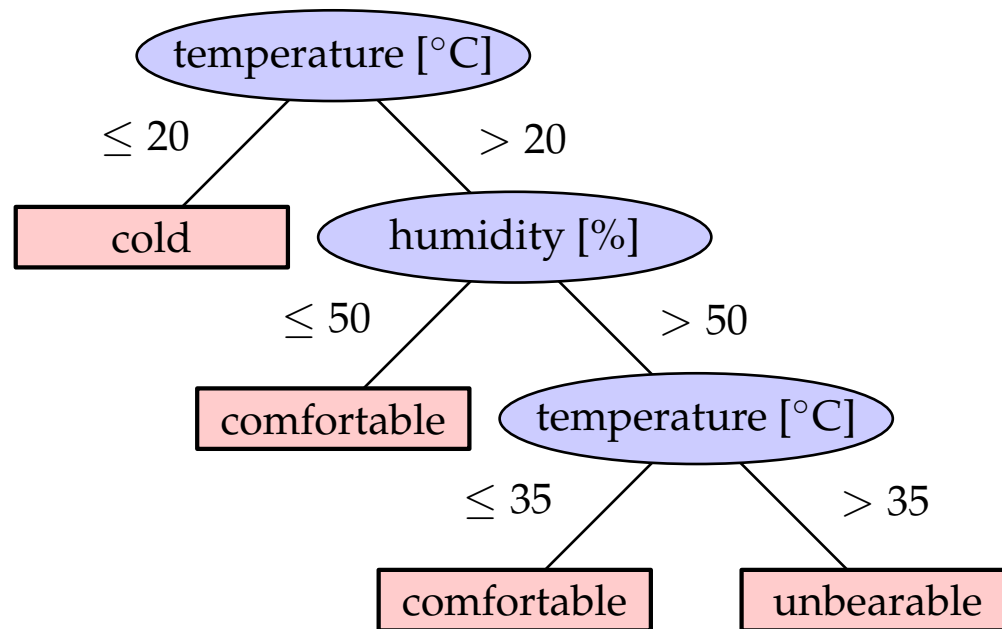 temperature [°C]
≤ 20
> 20
cold
humidity [%]
≤ 50
> 50
comfortable
temperature [°C]
≤ 35
> 35
comfortable
unbearable